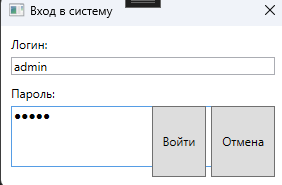 Вход в систему
Логин:
admin
Пароль:
●●●●●
Войти
Отмена